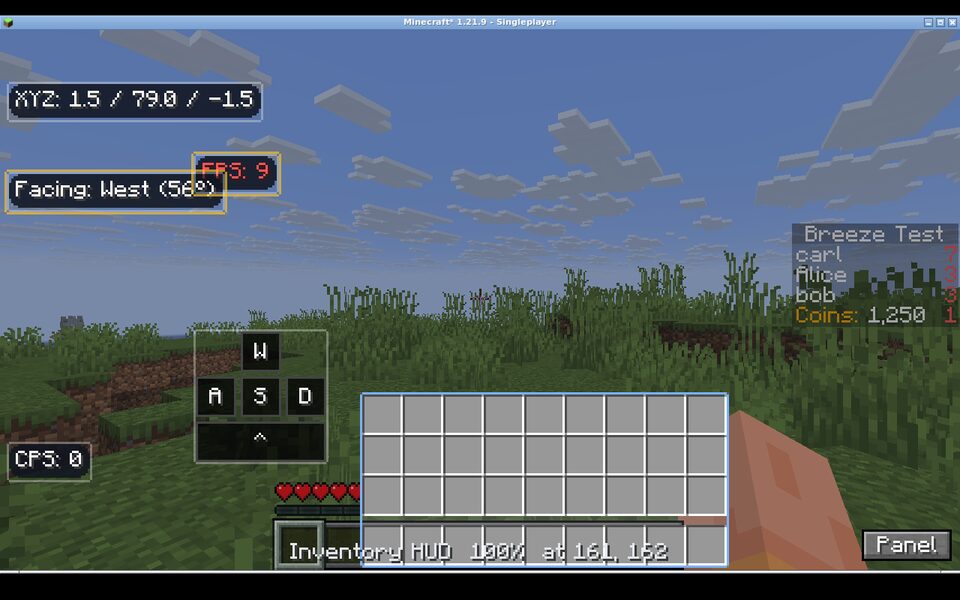 Minecraft* 1.21.9 - Singleplayer
XYZ: 1.5 / 79.0 / -1.5
FPS: 9
Facing: West (56°)
Breeze Test
carl 7
Alice 3
bob 3
Coins: 1,250 1
W
A S D
^
CPS: 0
Inventory HUD 100% at 161, 162
Panel